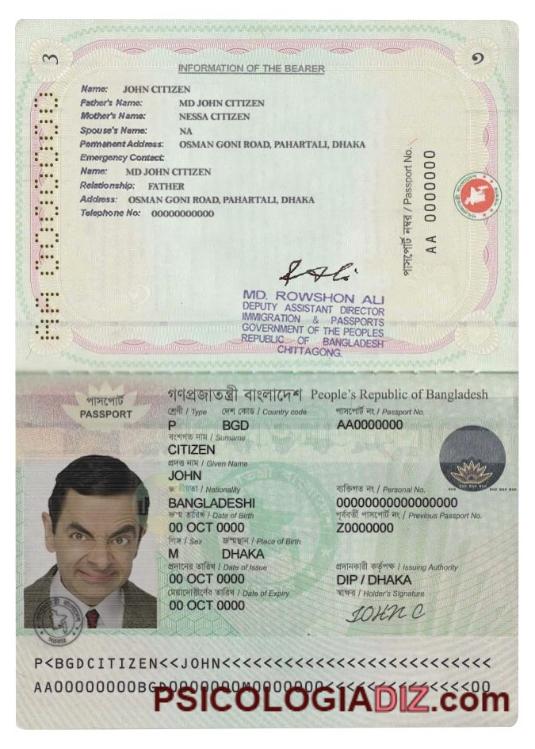 3
INFORMATION OF THE BEARER
Name: JOHN CITIZEN
Father's Name: MD JOHN CITIZEN
Mother's Name: NESSA CITIZEN
Spouse's Name: NA
Permanent Address: OSMAN GONI ROAD, PAHARTALI, DHAKA
Emergency Contact:
Name: MD JOHN CITIZEN
Relationship: FATHER
Address: OSMAN GONI ROAD, PAHARTALI, DHAKA
Telephone No: 00000000000
পাসপোর্ট নম্বর / Passport No.
AA 0000000
MD. ROWSHON ALI
DEPUTY ASSISTANT DIRECTOR
IMMIGRATION & PASSPORTS
GOVERNMENT OF THE PEOPLES
REPUBLIC OF BANGLADESH
CHITTAGONG.
পাসপোর্ট
PASSPORT
গণপ্রজাতন্ত্রী বাংলাদেশ People's Republic of Bangladesh
শ্রেণী / Type দেশ কোড / Country code পাসপোর্ট নং / Passport No.
P BGD AA0000000
বংশগত নাম / Surname
CITIZEN
প্রদত্ত নাম / Given Name
JOHN
/ Nationality ব্যক্তিগত নং / Personal No.
BANGLADESHI 00000000000000000
জন্ম তারিখ / Date of Birth পূর্ববর্তী পাসপোর্ট নং / Previous Passport No.
00 OCT 0000 Z0000000
লিঙ্গ / Sex জন্মস্থান / Place of Birth
M DHAKA
প্রদানের তারিখ / Date of Issue প্রদানকারী কর্তৃপক্ষ / Issuing Authority
00 OCT 0000 DIP / DHAKA
মেয়াদোত্তীর্ণের তারিখ / Date of Expiry স্বাক্ষর / Holder's Signature
00 OCT 0000 JOHN C
P<BGDCITIZEN<<JOHN<<<<<<<<<<<<<<<<<<<<<<<<<<
PSICOLOGIADIZ.com